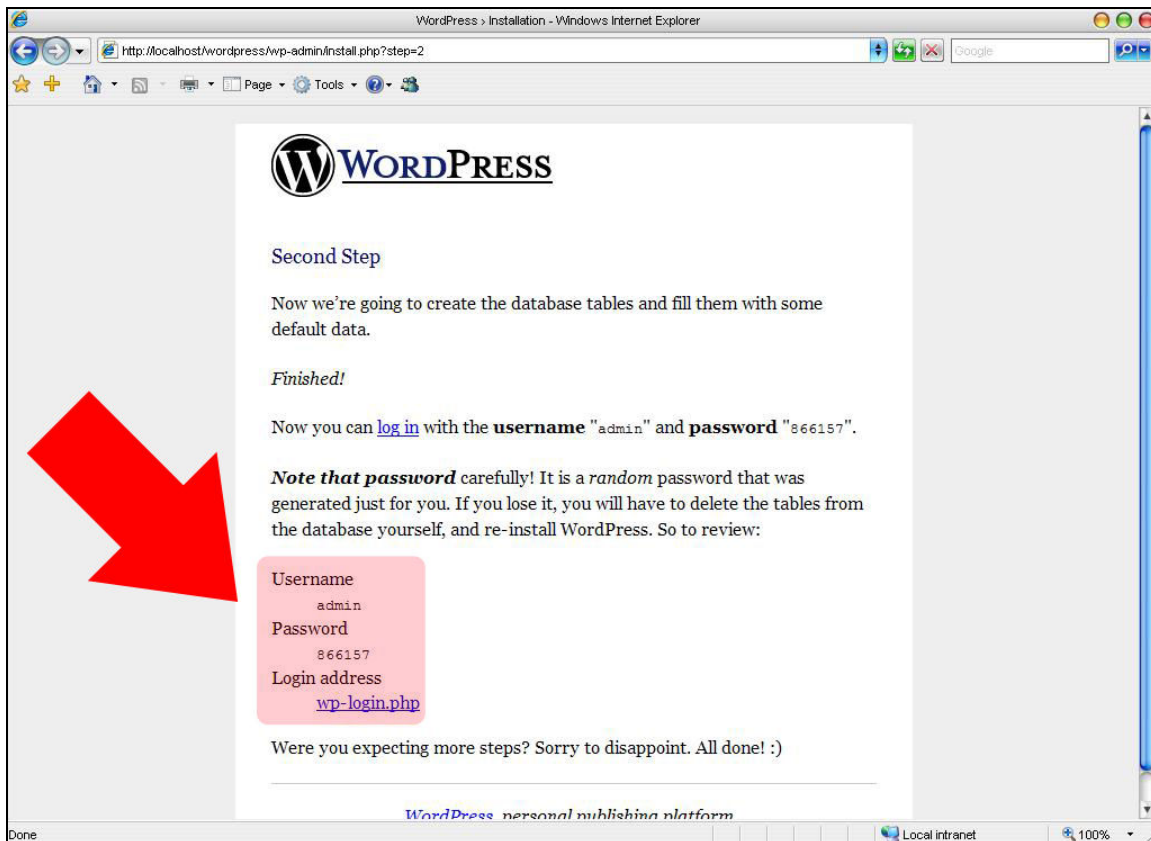 WordPress › Installation - Windows Internet Explorer
http://localhost/wordpress/wp-admin/install.php?step=2
Google
Page Tools
WORDPRESS
Second Step
Now we’re going to create the database tables and fill them with some
default data.
Finished!
Now you can log in with the username "admin" and password "866157".
Note that password carefully! It is a random password that was
generated just for you. If you lose it, you will have to delete the tables from
the database yourself, and re-install WordPress. So to review:
Username
admin
Password
866157
Login address
wp-login.php
Were you expecting more steps? Sorry to disappoint. All done! :)
WordPress, personal publishing platform
Done
Local intranet
100%